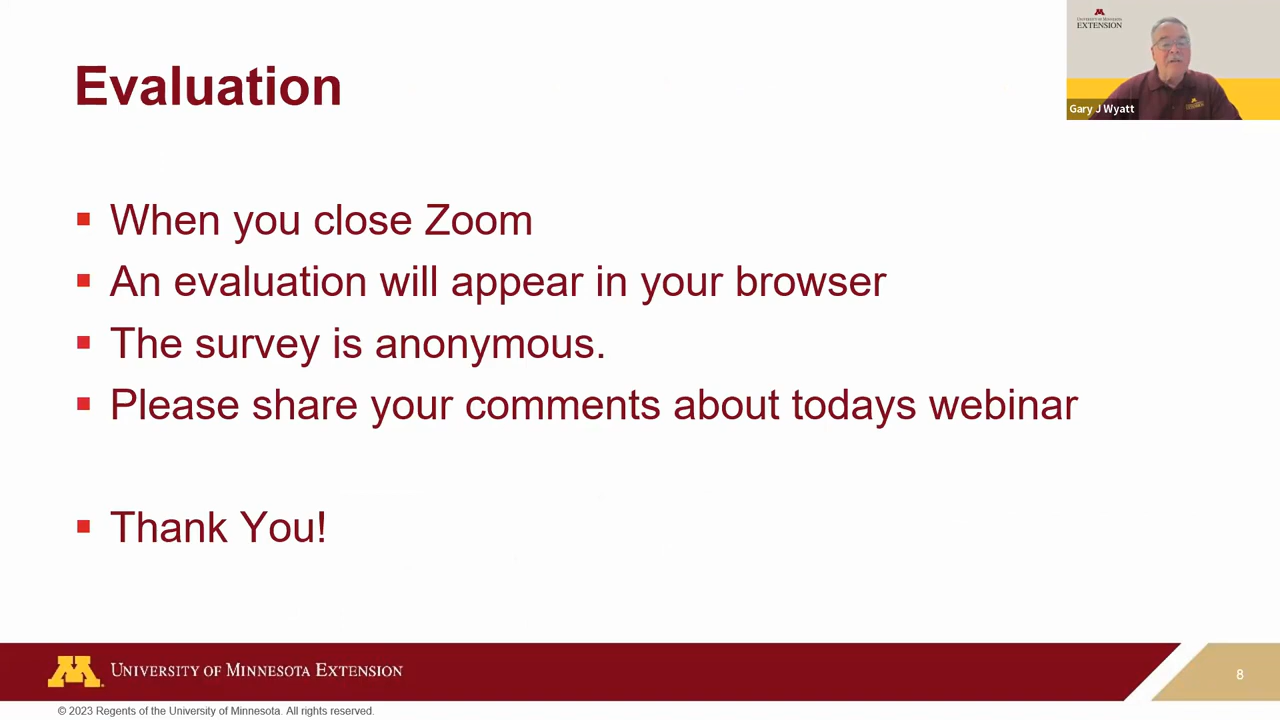 Evaluation
UNIVERSITY OF MINNESOTA
EXTENSION
Gary J Wyatt
When you close Zoom
An evaluation will appear in your browser
The survey is anonymous.
Please share your comments about todays webinar
Thank You!
UNIVERSITY OF MINNESOTA EXTENSION
8
© 2023 Regents of the University of Minnesota. All rights reserved.